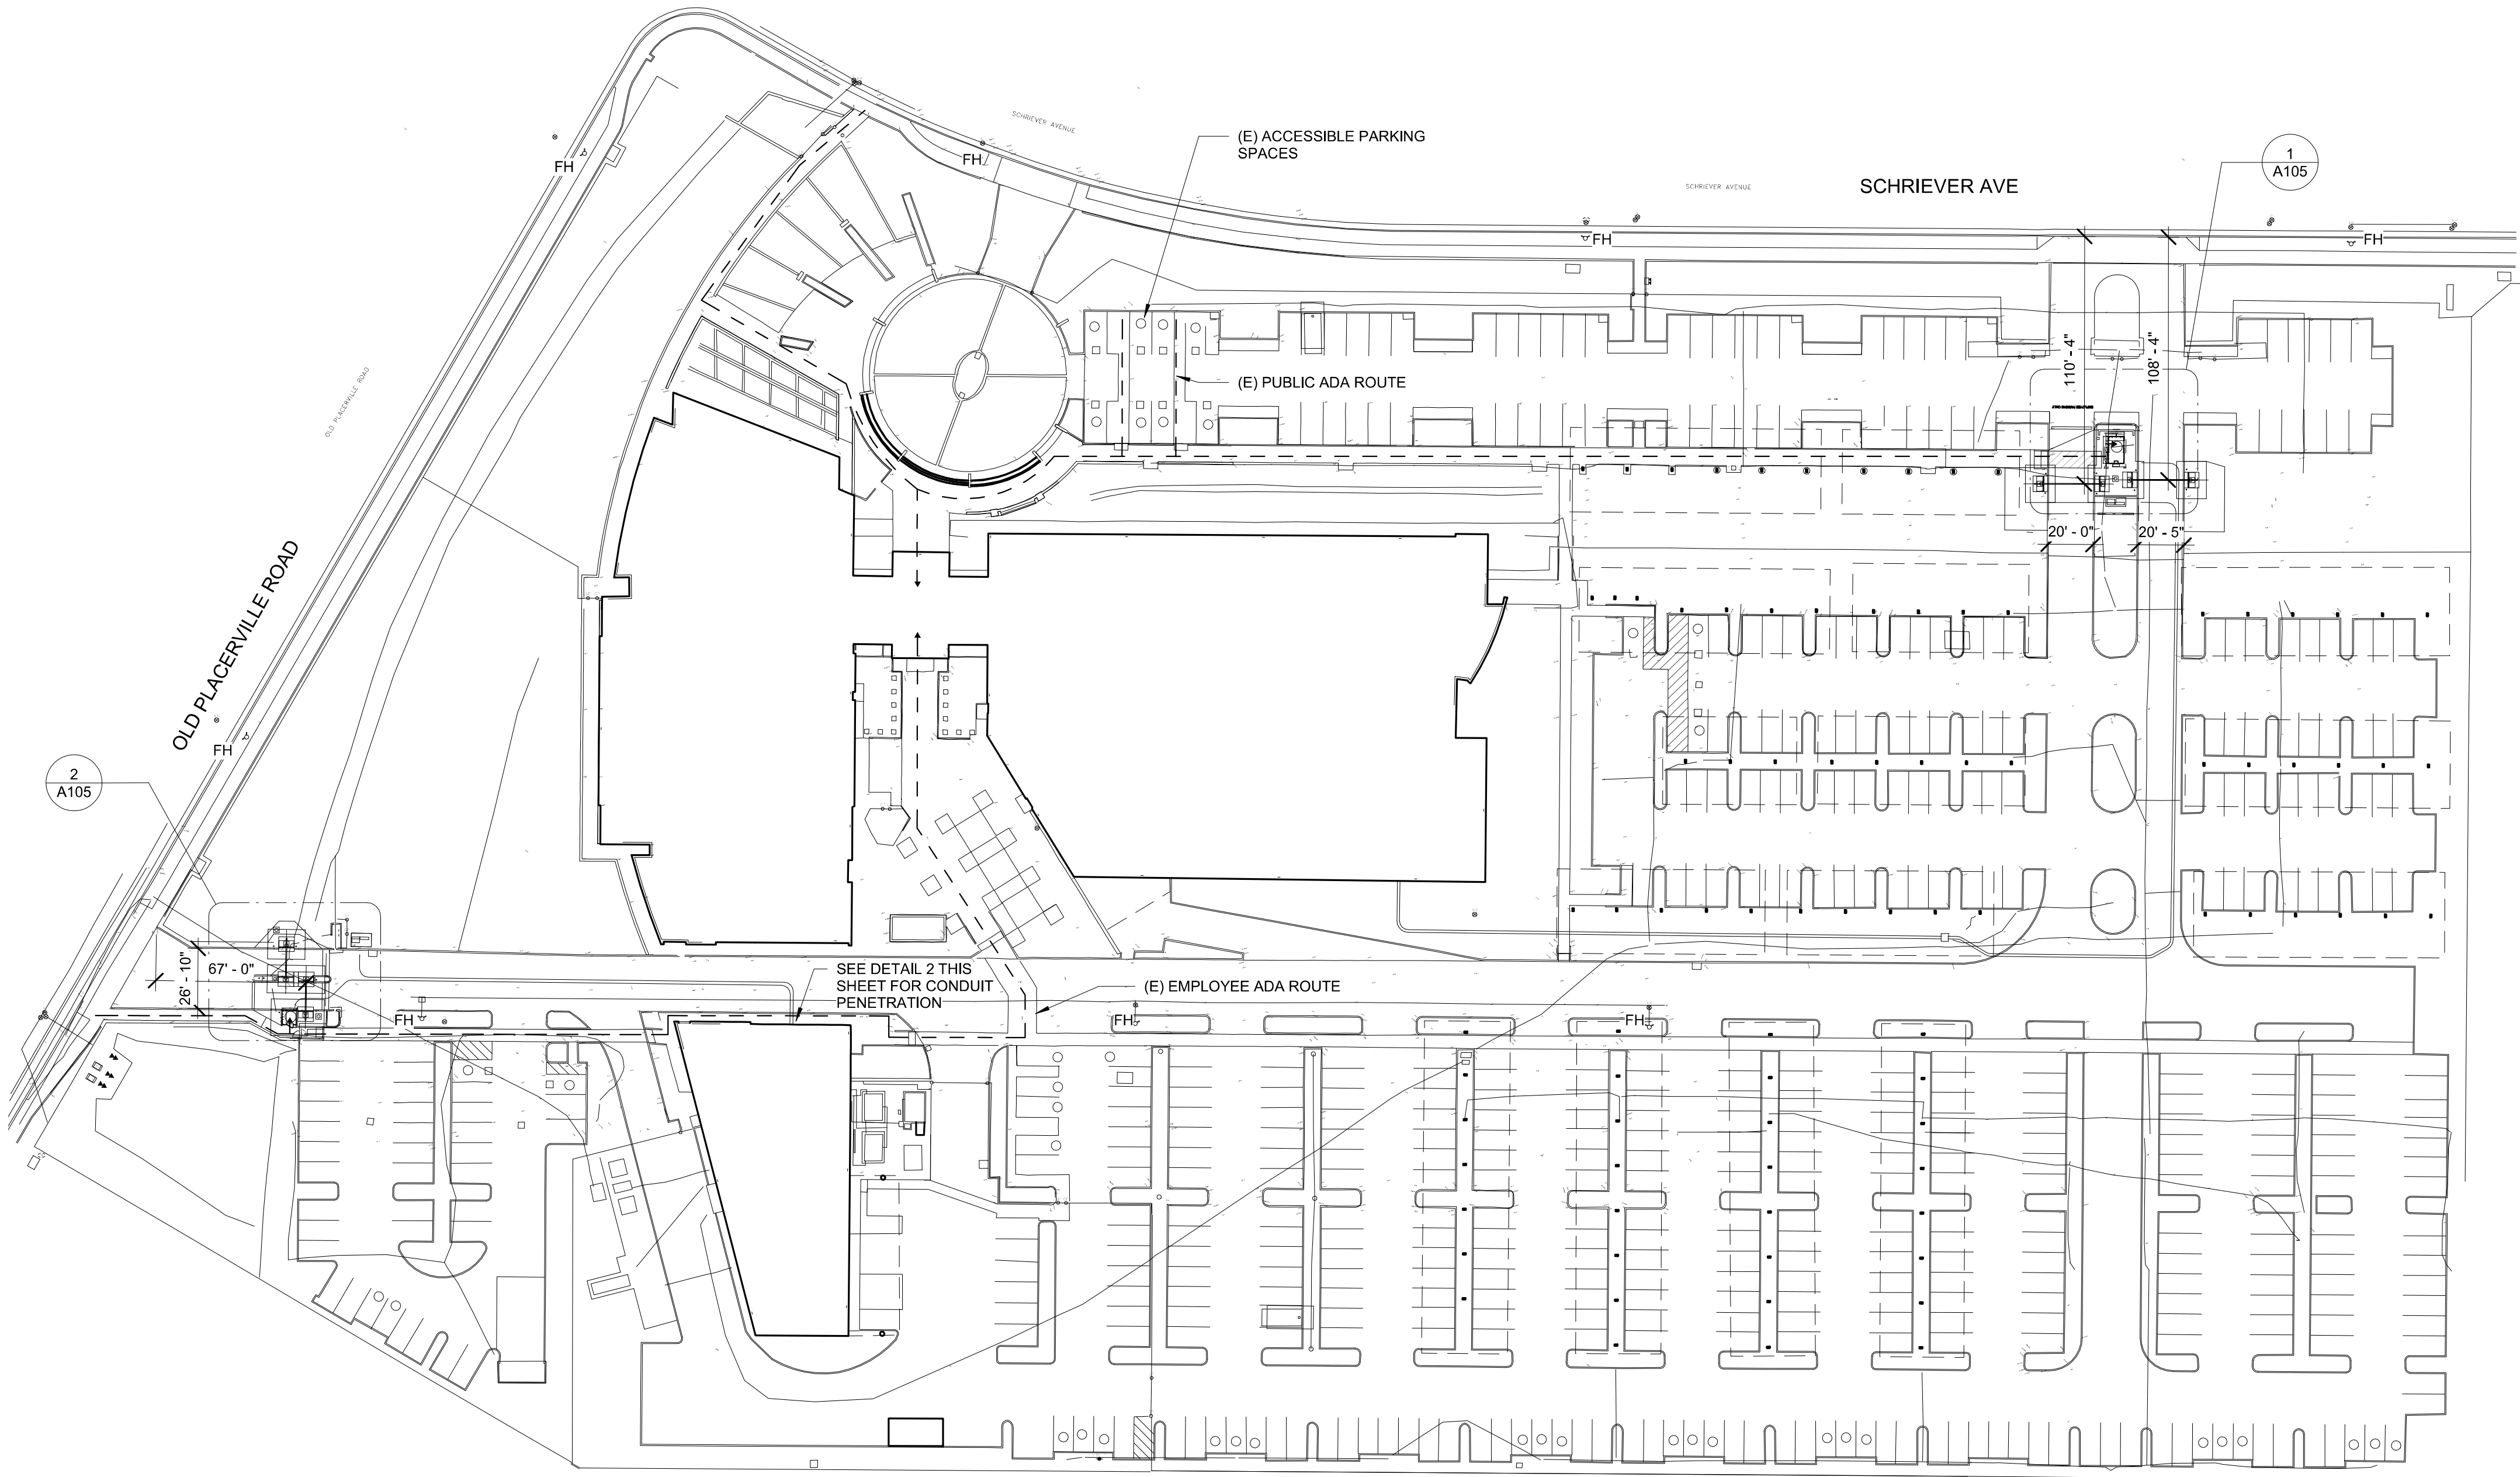 SCHRIEVER AVENUE
(E) ACCESSIBLE PARKING
SPACES
1
A105
FH
FH
SCHRIEVER AVENUE
SCHRIEVER AVE
FH
FH
110' - 4"
108' - 4"
(E) PUBLIC ADA ROUTE
OLD PLACERVILLE ROAD
20' - 0"
20' - 5"
OLD PLACERVILLE ROAD
FH
2
A105
26' - 10"
67' - 0"
SEE DETAIL 2 THIS
SHEET FOR CONDUIT
PENETRATION
(E) EMPLOYEE ADA ROUTE
FH
FH
FH